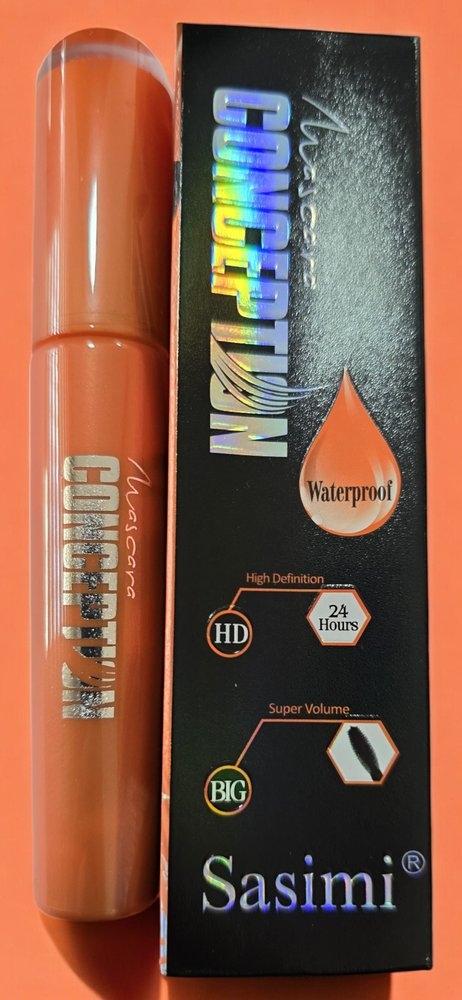 Mascara
CONCEPTION
Mascara
CONCEPTION
Waterproof
High Definition
HD
24
Hours
Super Volume
BIG
Sasimi®